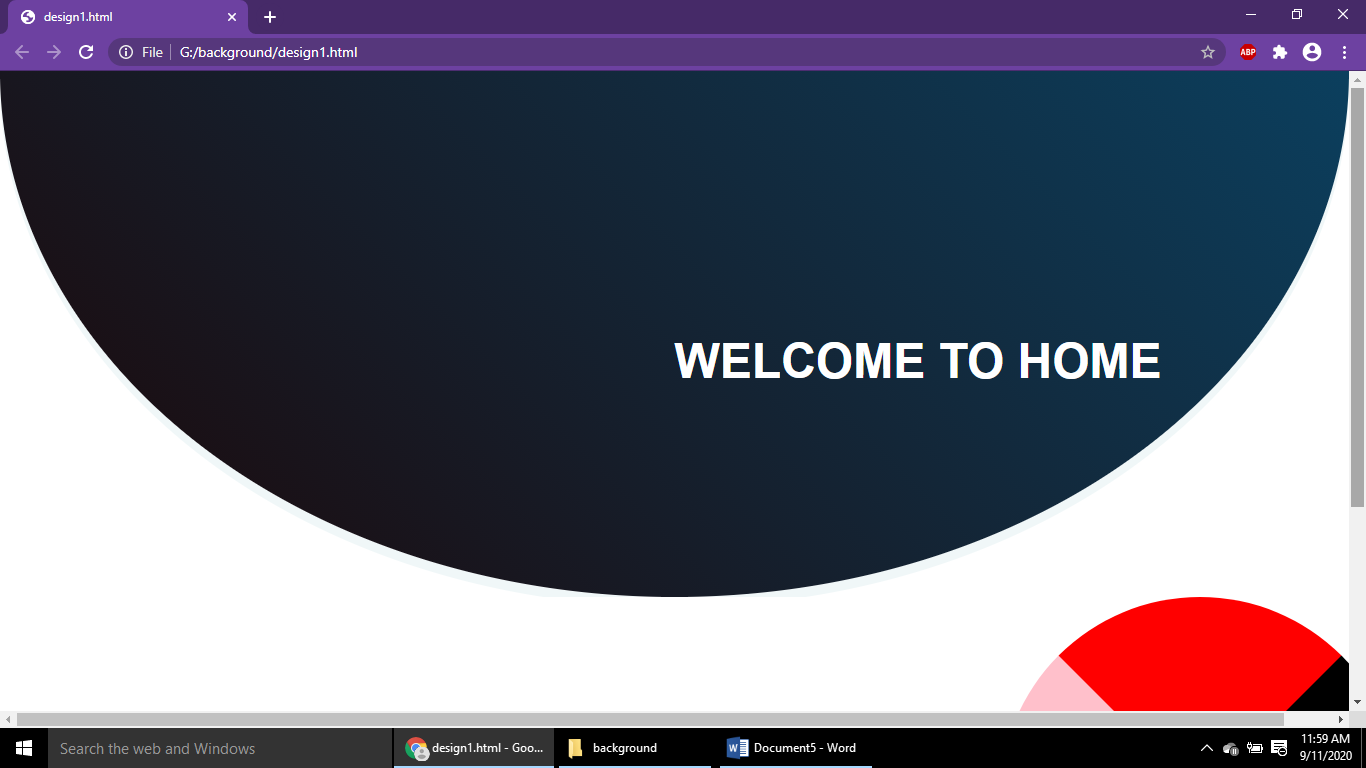 design1.html
File G:/background/design1.html
ABP
WELCOME TO HOME
Search the web and Windows
design1.html - Goo...
background
W
Document5 - Word
11:59 AM
9/11/2020